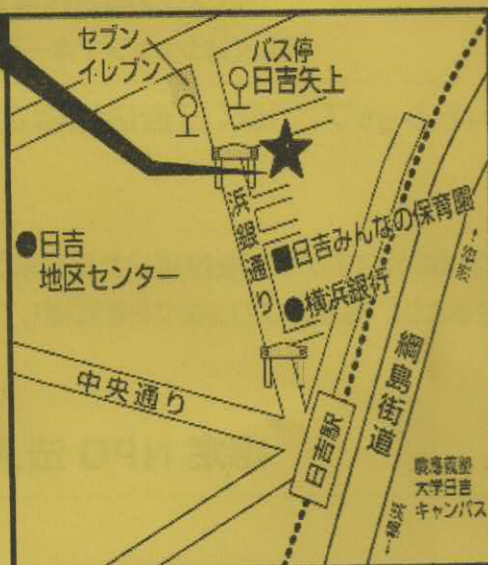 セブン
イレブン
バス停
日吉矢上
浜銀通り
日吉みんなの保育園
横浜銀行
日吉
地区センター
中央通り
日吉駅
綱島街道
渋谷→
←横浜
慶應義塾
大学日吉
キャンパス
NPO 法